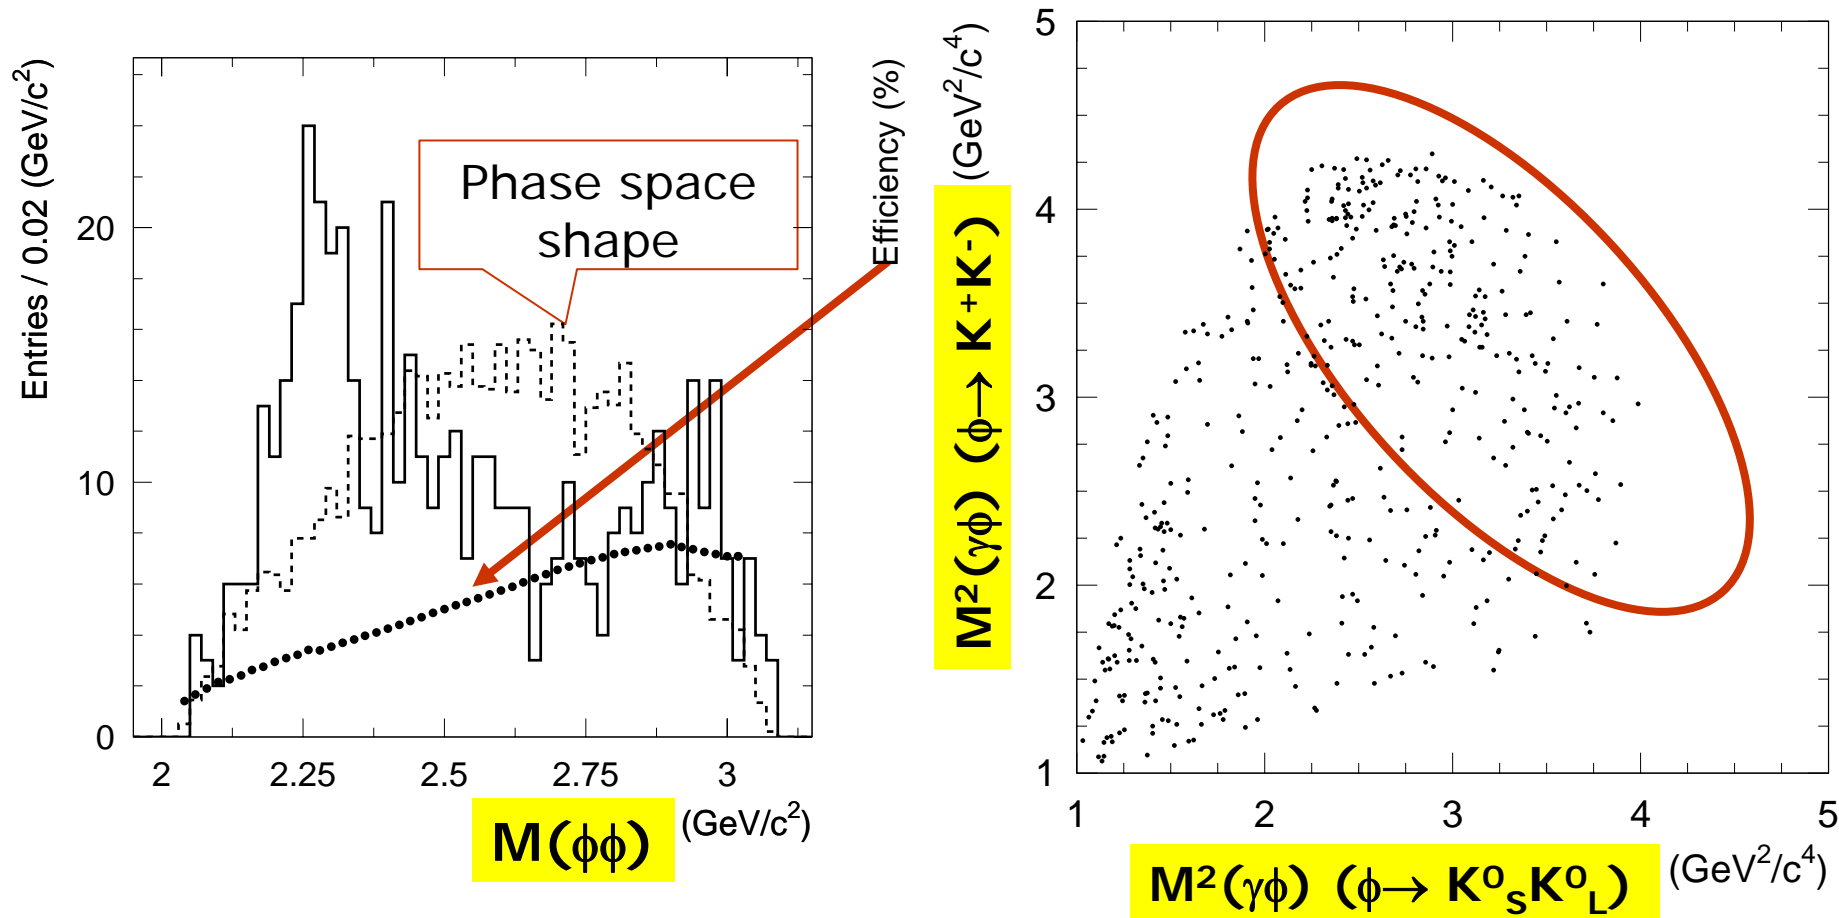 Entries / 0.02 (GeV/c²)
20
10
0
2
2.25
2.5
2.75
3
M(ϕϕ)
(GeV/c²)
Phase space
shape
Efficiency (%)
M²(γϕ) (ϕ→ K⁺K-)
(GeV²/c⁴)
5
4
3
2
1
1
2
3
4
5
M²(γϕ) (ϕ→ K⁰SK⁰L)
(GeV²/c⁴)